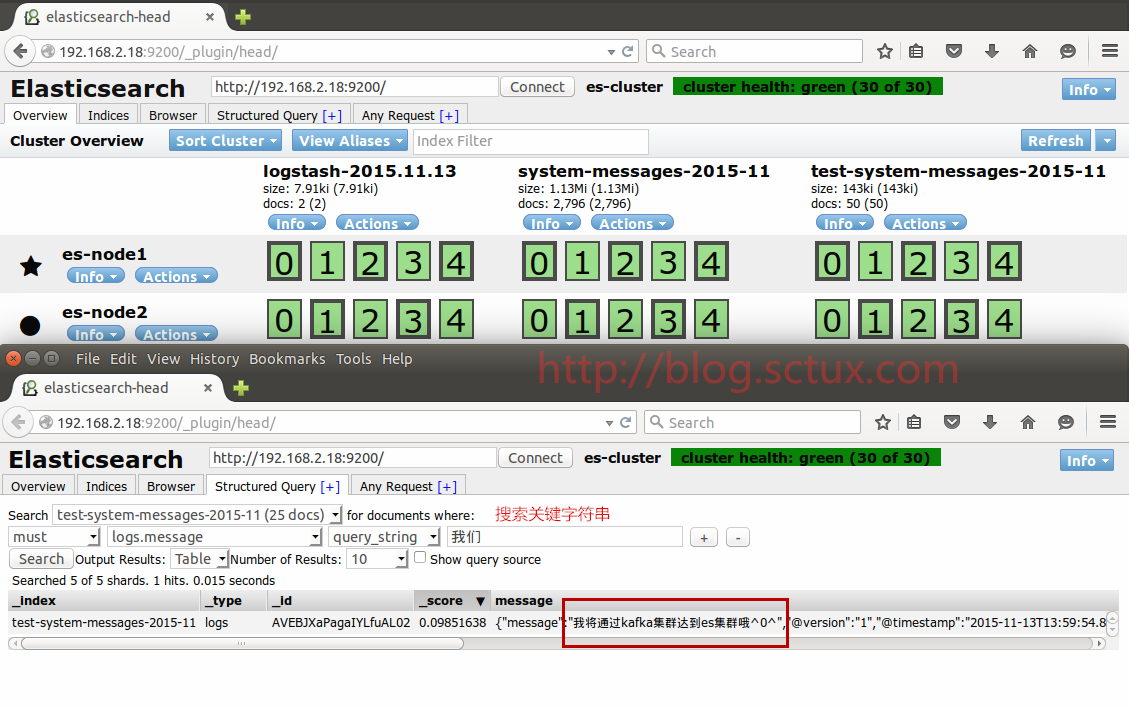 elasticsearch-head
192.168.2.18:9200/_plugin/head/ Search
Elasticsearch http://192.168.2.18:9200/ Connect es-cluster cluster health: green (30 of 30) Info
Overview Indices Browser Structured Query [+] Any Request [+]
Cluster Overview Sort Cluster View Aliases Index Filter Refresh
logstash-2015.11.13 system-messages-2015-11 test-system-messages-2015-11
size: 7.91ki (7.91ki) size: 1.13Mi (1.13Mi) size: 143ki (143ki)
docs: 2 (2) docs: 2,796 (2,796) docs: 50 (50)
Info Actions Info Actions Info Actions
es-node1 0 1 2 3 4 0 1 2 3 4 0 1 2 3 4
Info Actions
es-node2 0 1 2 3 4 0 1 2 3 4 0 1 2 3 4
Info Actions
File Edit View History Bookmarks Tools Help http://blog.sctux.com
elasticsearch-head
192.168.2.18:9200/_plugin/head/ Search
Elasticsearch http://192.168.2.18:9200/ Connect es-cluster cluster health: green (30 of 30) Info
Overview Indices Browser Structured Query [+] Any Request [+]
Search test-system-messages-2015-11 (25 docs) for documents where: 搜索关键字符串
must logs.message query_string 我们 + -
Search Output Results: Table Number of Results: 10 Show query source
Searched 5 of 5 shards. 1 hits. 0.015 seconds
_index _type _id _score ▼ message
test-system-messages-2015-11 logs AVEBJXaPagaIYLfuAL02 0.09851638 {"message":"我将通过kafka集群达到es集群哦^0^","@version":"1","@timestamp":"2015-11-13T13:59:54.8